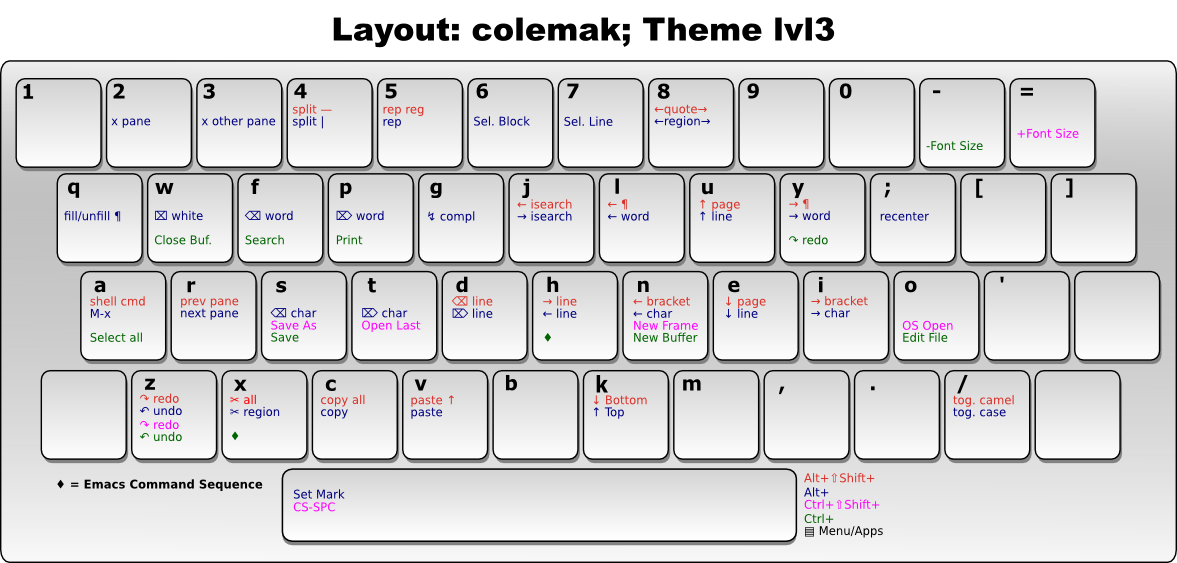 Layout: colemak; Theme lvl3
1
2
x pane
3
x other pane
4
split —
split |
5
rep reg
rep
6
Sel. Block
7
Sel. Line
8
←quote→
←region→
9
0
-
-Font Size
=
+Font Size
q
fill/unfill ¶
w
⌧ white
Close Buf.
f
⌫ word
Search
p
⌦ word
Print
g
↯ compl
j
← isearch
→ isearch
l
← ¶
← word
u
↑ page
↑ line
y
→ ¶
→ word
↷ redo
;
recenter
[
]
a
shell cmd
M-x
Select all
r
prev pane
next pane
s
⌫ char
Save As
Save
t
⌦ char
Open Last
d
⌫ line
⌦ line
h
→ line
← line
♦
n
← bracket
← char
New Frame
New Buffer
e
↓ page
↓ line
i
→ bracket
→ char
o
OS Open
Edit File
'
z
↷ redo
↶ undo
↷ redo
↶ undo
x
✂ all
✂ region
♦
c
copy all
copy
v
paste ↑
paste
b
k
↓ Bottom
↑ Top
m
,
.
/
tog. camel
tog. case
♦ = Emacs Command Sequence
Set Mark
CS-SPC
Alt+⇧Shift+
Alt+
Ctrl+⇧Shift+
Ctrl+
▤ Menu/Apps